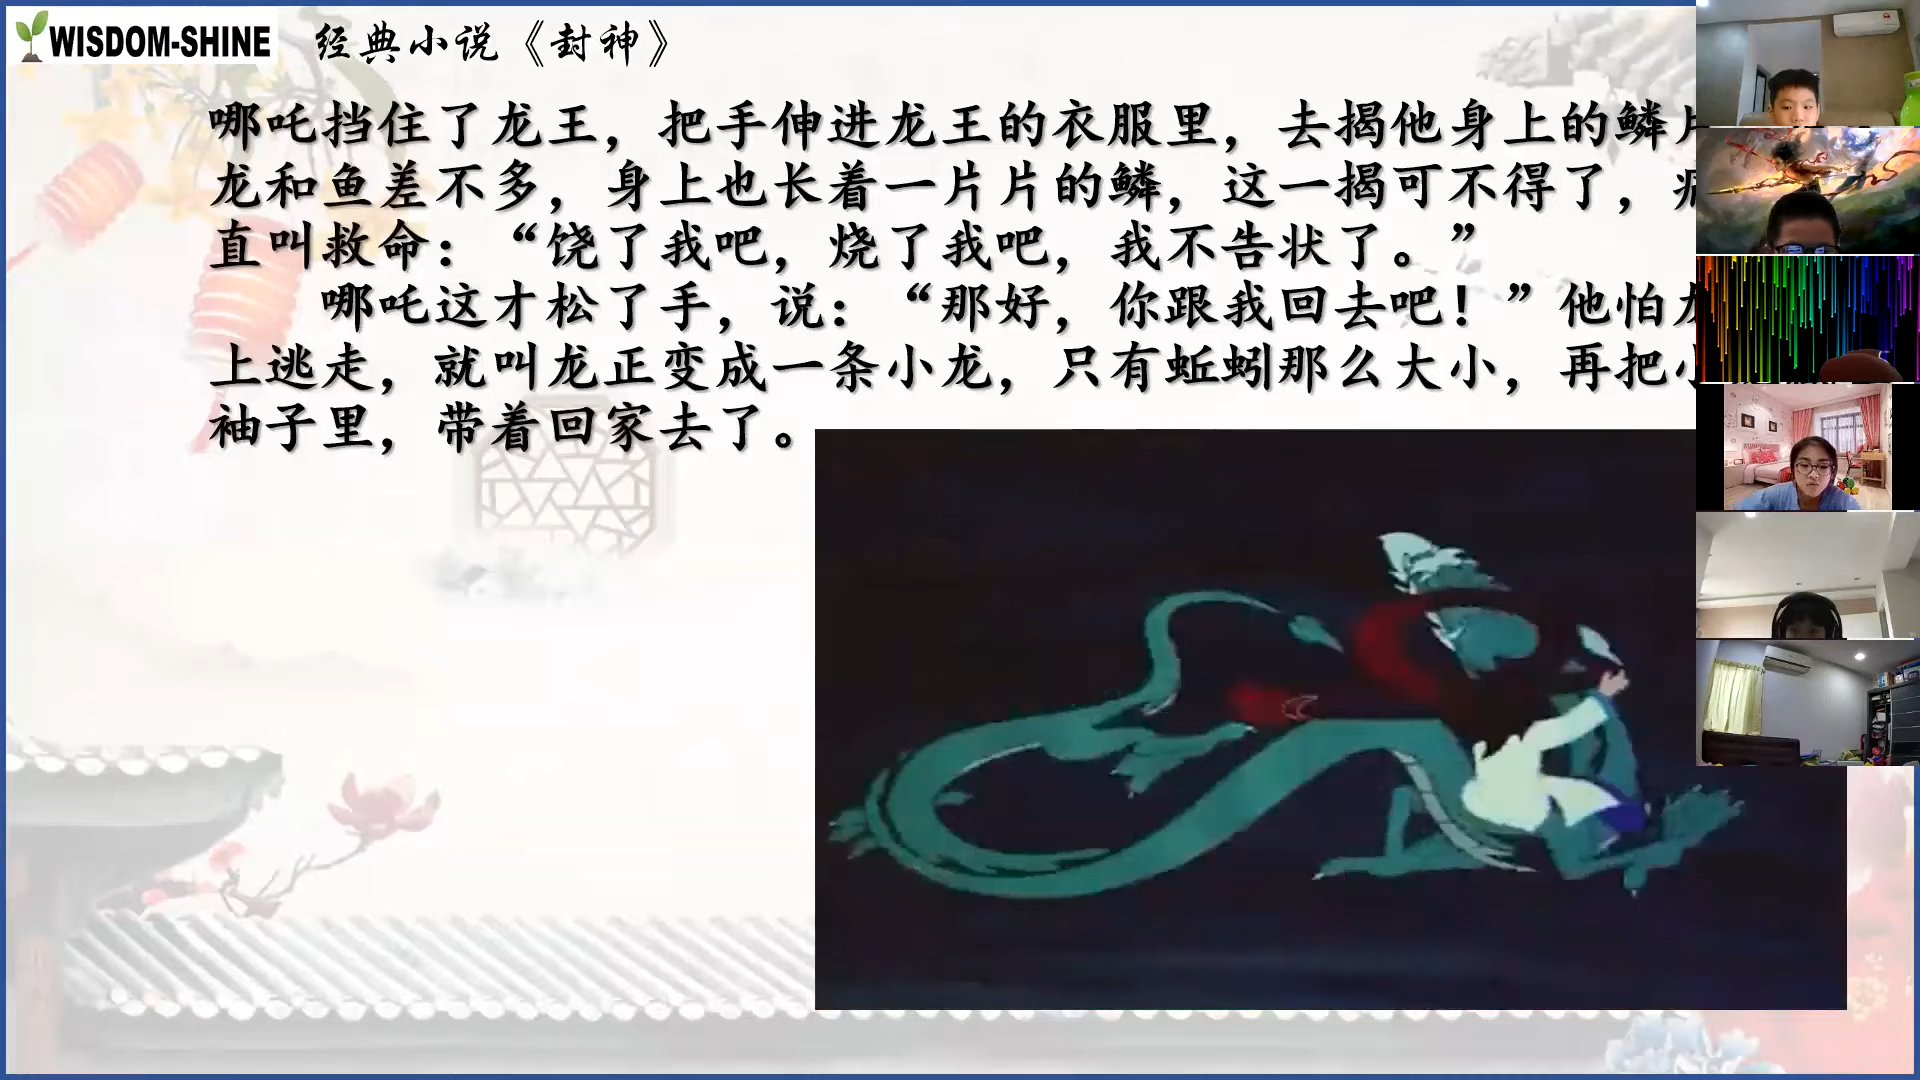 WISDOM-SHINE
经典小说《封神》
哪吒挡住了龙王，把手伸进龙王的衣服里，去揭他身上的鳞
龙和鱼差不多，身上也长着一片片的鳞，这一揭可不得了，
直叫救命：“饶了我吧，烧了我吧，我不告状了。”
哪吒这才松了手，说：“那好，你跟我回去吧！”他怕
上逃走，就叫龙正变成一条小龙，只有蚯蚓那么大小，再把
袖子里，带着回家去了。